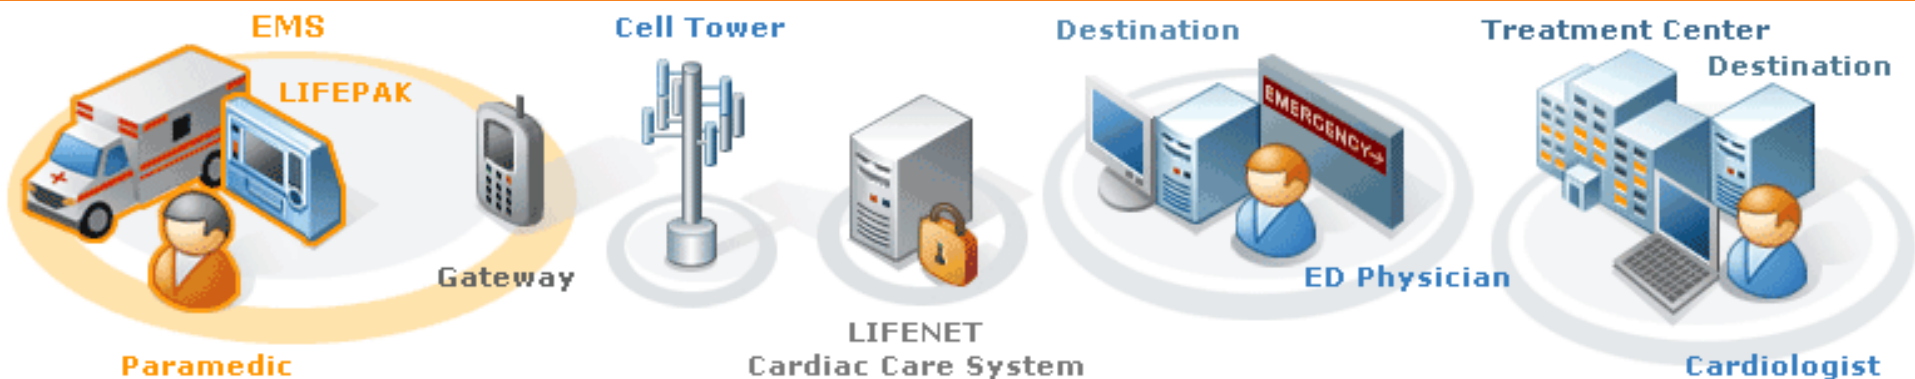 EMS
LIFEPAK
Paramedic
Gateway
Cell Tower
LIFENET
Cardiac Care System
Destination
EMERGENCY→
ED Physician
Treatment Center
Destination
Cardiologist